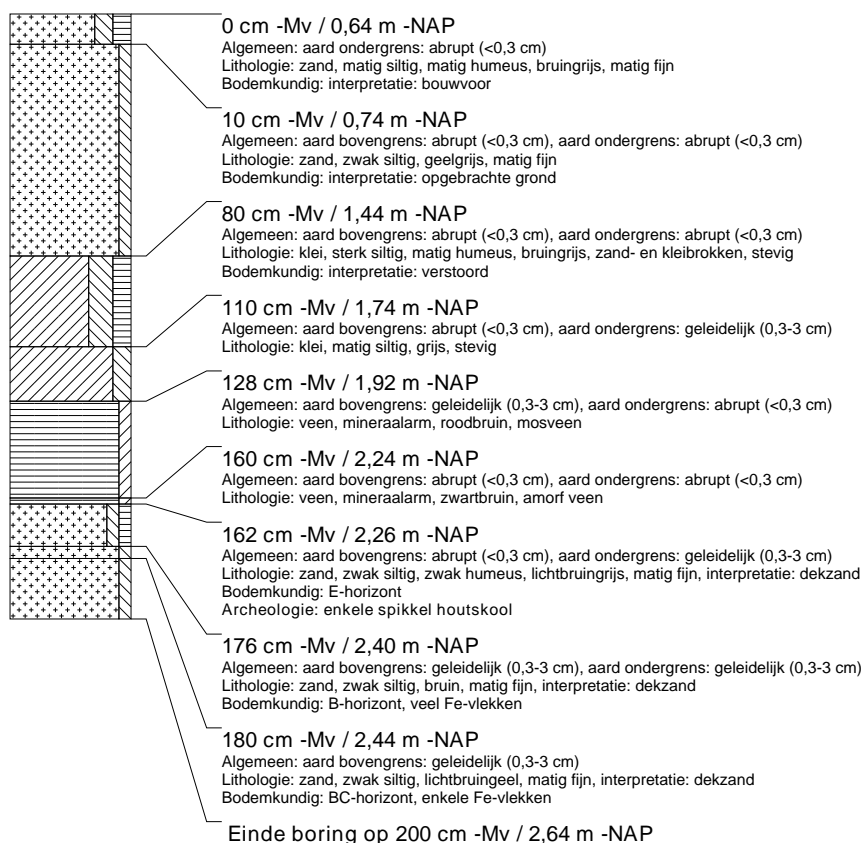 0 cm -Mv / 0,64 m -NAP
Algemeen: aard ondergrens: abrupt (<0,3 cm)
Lithologie: zand, matig siltig, matig humeus, bruingrijs, matig fijn
Bodemkundig: interpretatie: bouwvoor
10 cm -Mv / 0,74 m -NAP
Algemeen: aard bovengrens: abrupt (<0,3 cm), aard ondergrens: abrupt (<0,3 cm)
Lithologie: zand, zwak siltig, geelgrijs, matig fijn
Bodemkundig: interpretatie: opgebrachte grond
80 cm -Mv / 1,44 m -NAP
Algemeen: aard bovengrens: abrupt (<0,3 cm), aard ondergrens: abrupt (<0,3 cm)
Lithologie: klei, sterk siltig, matig humeus, bruingrijs, zand- en kleibrokken, stevig
Bodemkundig: interpretatie: verstoord
110 cm -Mv / 1,74 m -NAP
Algemeen: aard bovengrens: abrupt (<0,3 cm), aard ondergrens: geleidelijk (0,3-3 cm)
Lithologie: klei, matig siltig, grijs, stevig
128 cm -Mv / 1,92 m -NAP
Algemeen: aard bovengrens: geleidelijk (0,3-3 cm), aard ondergrens: abrupt (<0,3 cm)
Lithologie: veen, mineraalarm, roodbruin, mosveen
160 cm -Mv / 2,24 m -NAP
Algemeen: aard bovengrens: abrupt (<0,3 cm), aard ondergrens: abrupt (<0,3 cm)
Lithologie: veen, mineraalarm, zwartbruin, amorf veen
162 cm -Mv / 2,26 m -NAP
Algemeen: aard bovengrens: abrupt (<0,3 cm), aard ondergrens: geleidelijk (0,3-3 cm)
Lithologie: zand, zwak siltig, zwak humeus, lichtbruingrijs, matig fijn, interpretatie: dekzand
Bodemkundig: E-horizont
Archeologie: enkele spikkel houtskool
176 cm -Mv / 2,40 m -NAP
Algemeen: aard bovengrens: geleidelijk (0,3-3 cm), aard ondergrens: geleidelijk (0,3-3 cm)
Lithologie: zand, zwak siltig, bruin, matig fijn, interpretatie: dekzand
Bodemkundig: B-horizont, veel Fe-vlekken
180 cm -Mv / 2,44 m -NAP
Algemeen: aard bovengrens: geleidelijk (0,3-3 cm)
Lithologie: zand, zwak siltig, lichtbruingeel, matig fijn, interpretatie: dekzand
Bodemkundig: BC-horizont, enkele Fe-vlekken
Einde boring op 200 cm -Mv / 2,64 m -NAP